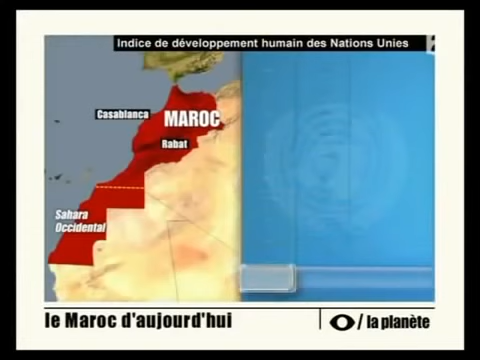 Indice de développement humain des Nations Unies
Casablanca
MAROC
Rabat
Sahara
Occidental
le Maroc d'aujourd'hui
/ la planète